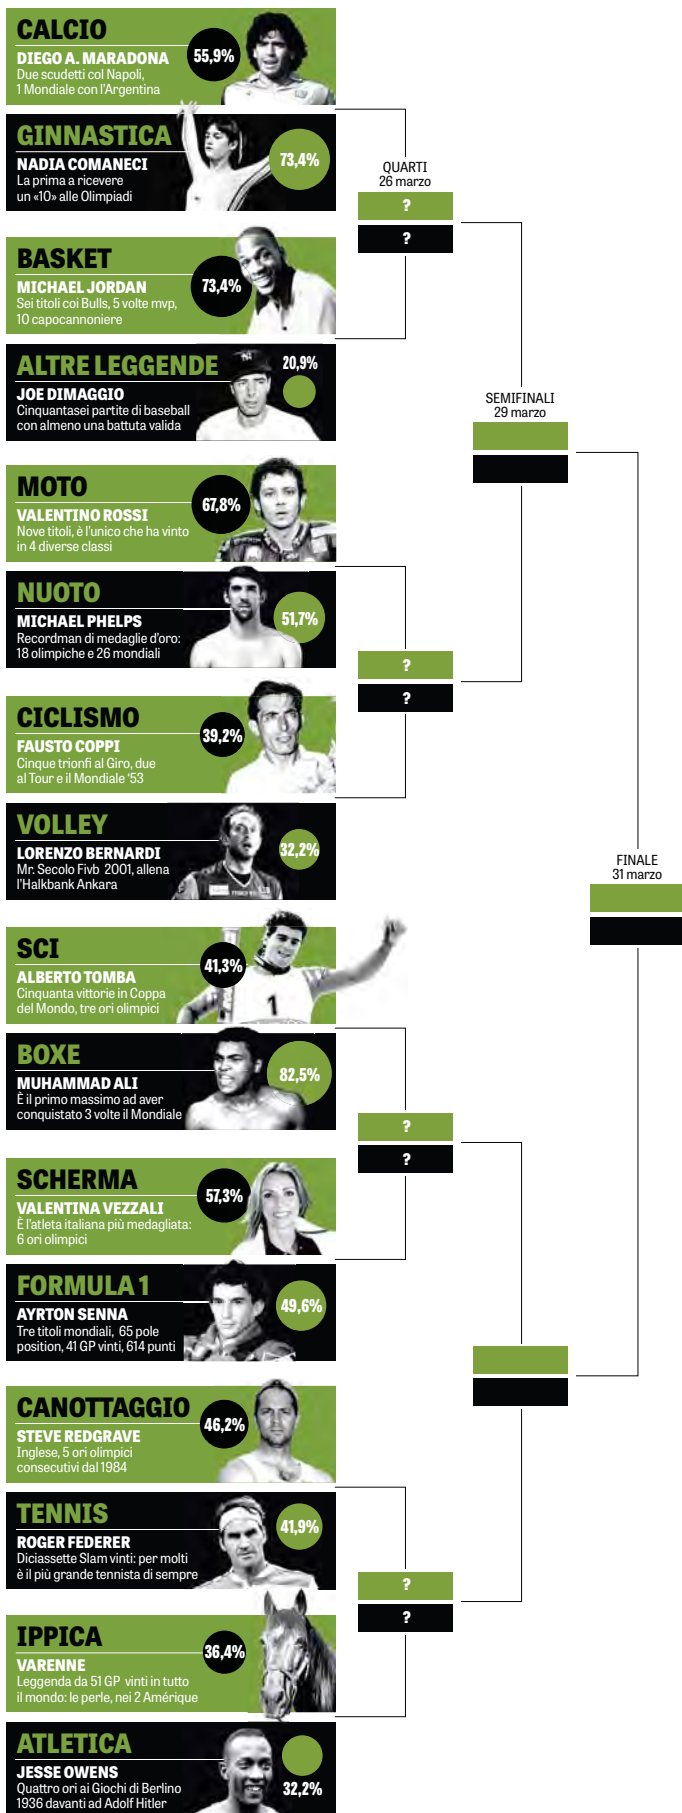 CALCIO
DIEGO A. MARADONA
Due scudetti col Napoli,
1 Mondiale con l'Argentina
55,9%
GINNASTICA
NADIA COMANECI
La prima a ricevere
un «10» alle Olimpiadi
73,4%
QUARTI
26 marzo
?
?
BASKET
MICHAEL JORDAN
Sei titoli coi Bulls, 5 volte mvp,
10 capocannoniere
73,4%
ALTRE LEGGENDE
JOE DIMAGGIO
Cinquantasei partite di baseball
con almeno una battuta valida
20,9%
SEMIFINALI
29 marzo
MOTO
VALENTINO ROSSI
Nove titoli, è l'unico che ha vinto
in 4 diverse classi
67,8%
NUOTO
MICHAEL PHELPS
Recordman di medaglie d'oro:
18 olimpiche e 26 mondiali
51,7%
?
?
CICLISMO
FAUSTO COPPI
Cinque trionfi al Giro, due
al Tour e il Mondiale '53
39,2%
VOLLEY
LORENZO BERNARDI
Mr. Secolo Fivb 2001, allena
l'Halkbank Ankara
32,2%
FINALE
31 marzo
SCI
ALBERTO TOMBA
Cinquanta vittorie in Coppa
del Mondo, tre ori olimpici
41,3%
1
BOXE
MUHAMMAD ALI
È il primo massimo ad aver
conquistato 3 volte il Mondiale
82,5%
?
?
SCHERMA
VALENTINA VEZZALI
È l'atleta italiana più medagliata:
6 ori olimpici
57,3%
FORMULA 1
AYRTON SENNA
Tre titoli mondiali, 65 pole
position, 41 GP vinti, 614 punti
49,6%
CANOTTAGGIO
STEVE REDGRAVE
Inglese, 5 ori olimpici
consecutivi dal 1984
46,2%
TENNIS
ROGER FEDERER
Diciassette Slam vinti: per molti
è il più grande tennista di sempre
41,9%
?
?
IPPICA
VARENNE
Leggenda da 51 GP vinti in tutto
il mondo: le perle, nei 2 Amérique
36,4%
ATLETICA
JESSE OWENS
Quattro ori ai Giochi di Berlino
1936 davanti ad Adolf Hitler
32,2%